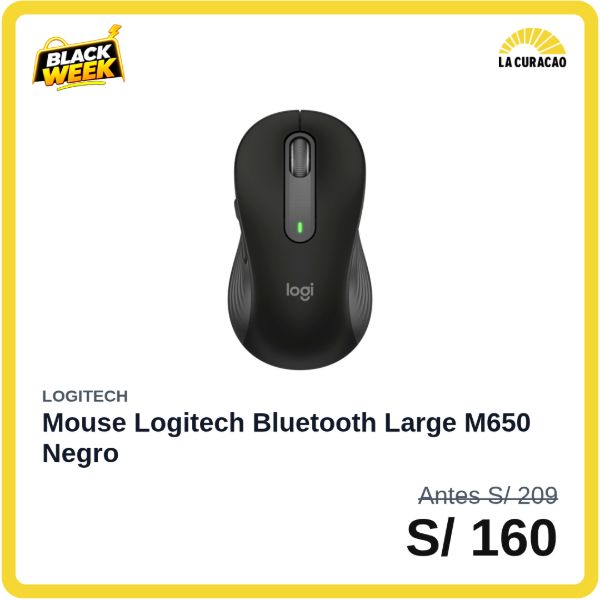 BLACK
WEEK
LA CURACAO
logi
LOGITECH
Mouse Logitech Bluetooth Large M650
Negro
Antes S/ 209
S/ 160